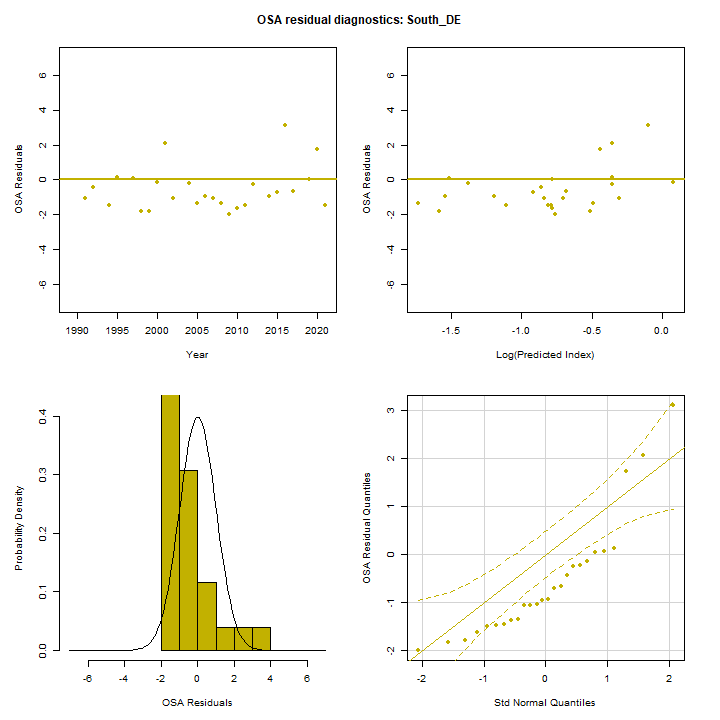 OSA residual diagnostics: South_DE
OSA Residuals
6
4
2
0
-2
-4
-6
1990 1995 2000 2005 2010 2015 2020
Year
OSA Residuals
6
4
2
0
-2
-4
-6
-1.5 -1.0 -0.5 0.0
Log(Predicted Index)
Probability Density
0.4
0.3
0.2
0.1
0.0
-6 -4 -2 0 2 4 6
OSA Residuals
OSA Residual Quantiles
3
2
1
0
-1
-2
-2 -1 0 1 2
Std Normal Quantiles